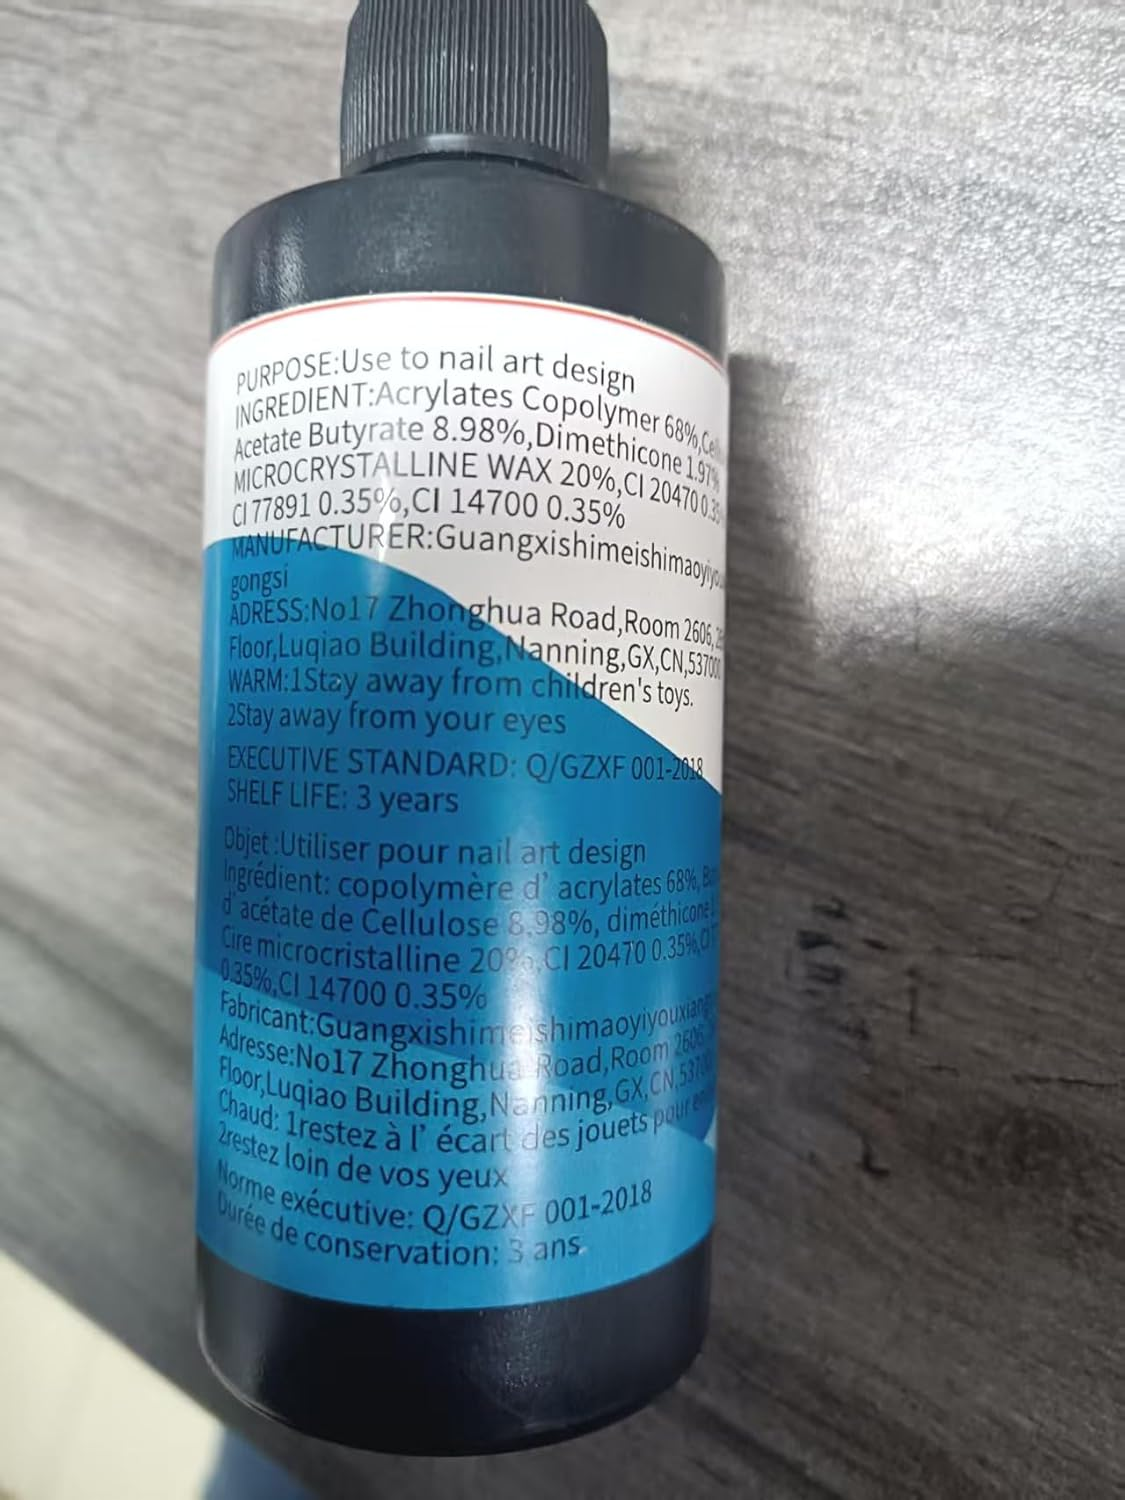 PURPOSE:Use to nail art design
INGREDIENT:Acrylates Copolymer 68%,
Acetate Butyrate 8.98%,Dimethicone 1.97%
MICROCRYSTALLINE WAX 20%,CI 20470
CI 77891 0.35%,CI 14700 0.35%
MANUFACTURER:
gongsi
ADRESS:No17 Zhonghua Road,Room 2606,
Floor,Luqiao Building,Nanning,GX,CN,537000
WARM:1Stay away from children's toys.
2Stay away from your eyes
EXECUTIVE STANDARD: Q/GZXF 001-2018
SHELF LIFE: 3 years
Objet :Utiliser pour nail art design
Ingrédient: copolymère d' acrylates 68%,
d' acétate de Cellulose 8.98%, diméthicone
Cire microcristalline 20%,CI 20470 0.35%,
0.35%,CI 14700 0.35%
Fabricant:
Adresse:No17 Zhonghua Road,Room 2606
Floor,Luqiao Building,Nanning,GX,CN,
Chaud: 1restez à l' écart des jouets pour
2restez loin de vos yeux
Norme exécutive: Q/GZXF 001-2018
Durée de conservation: 3 ans